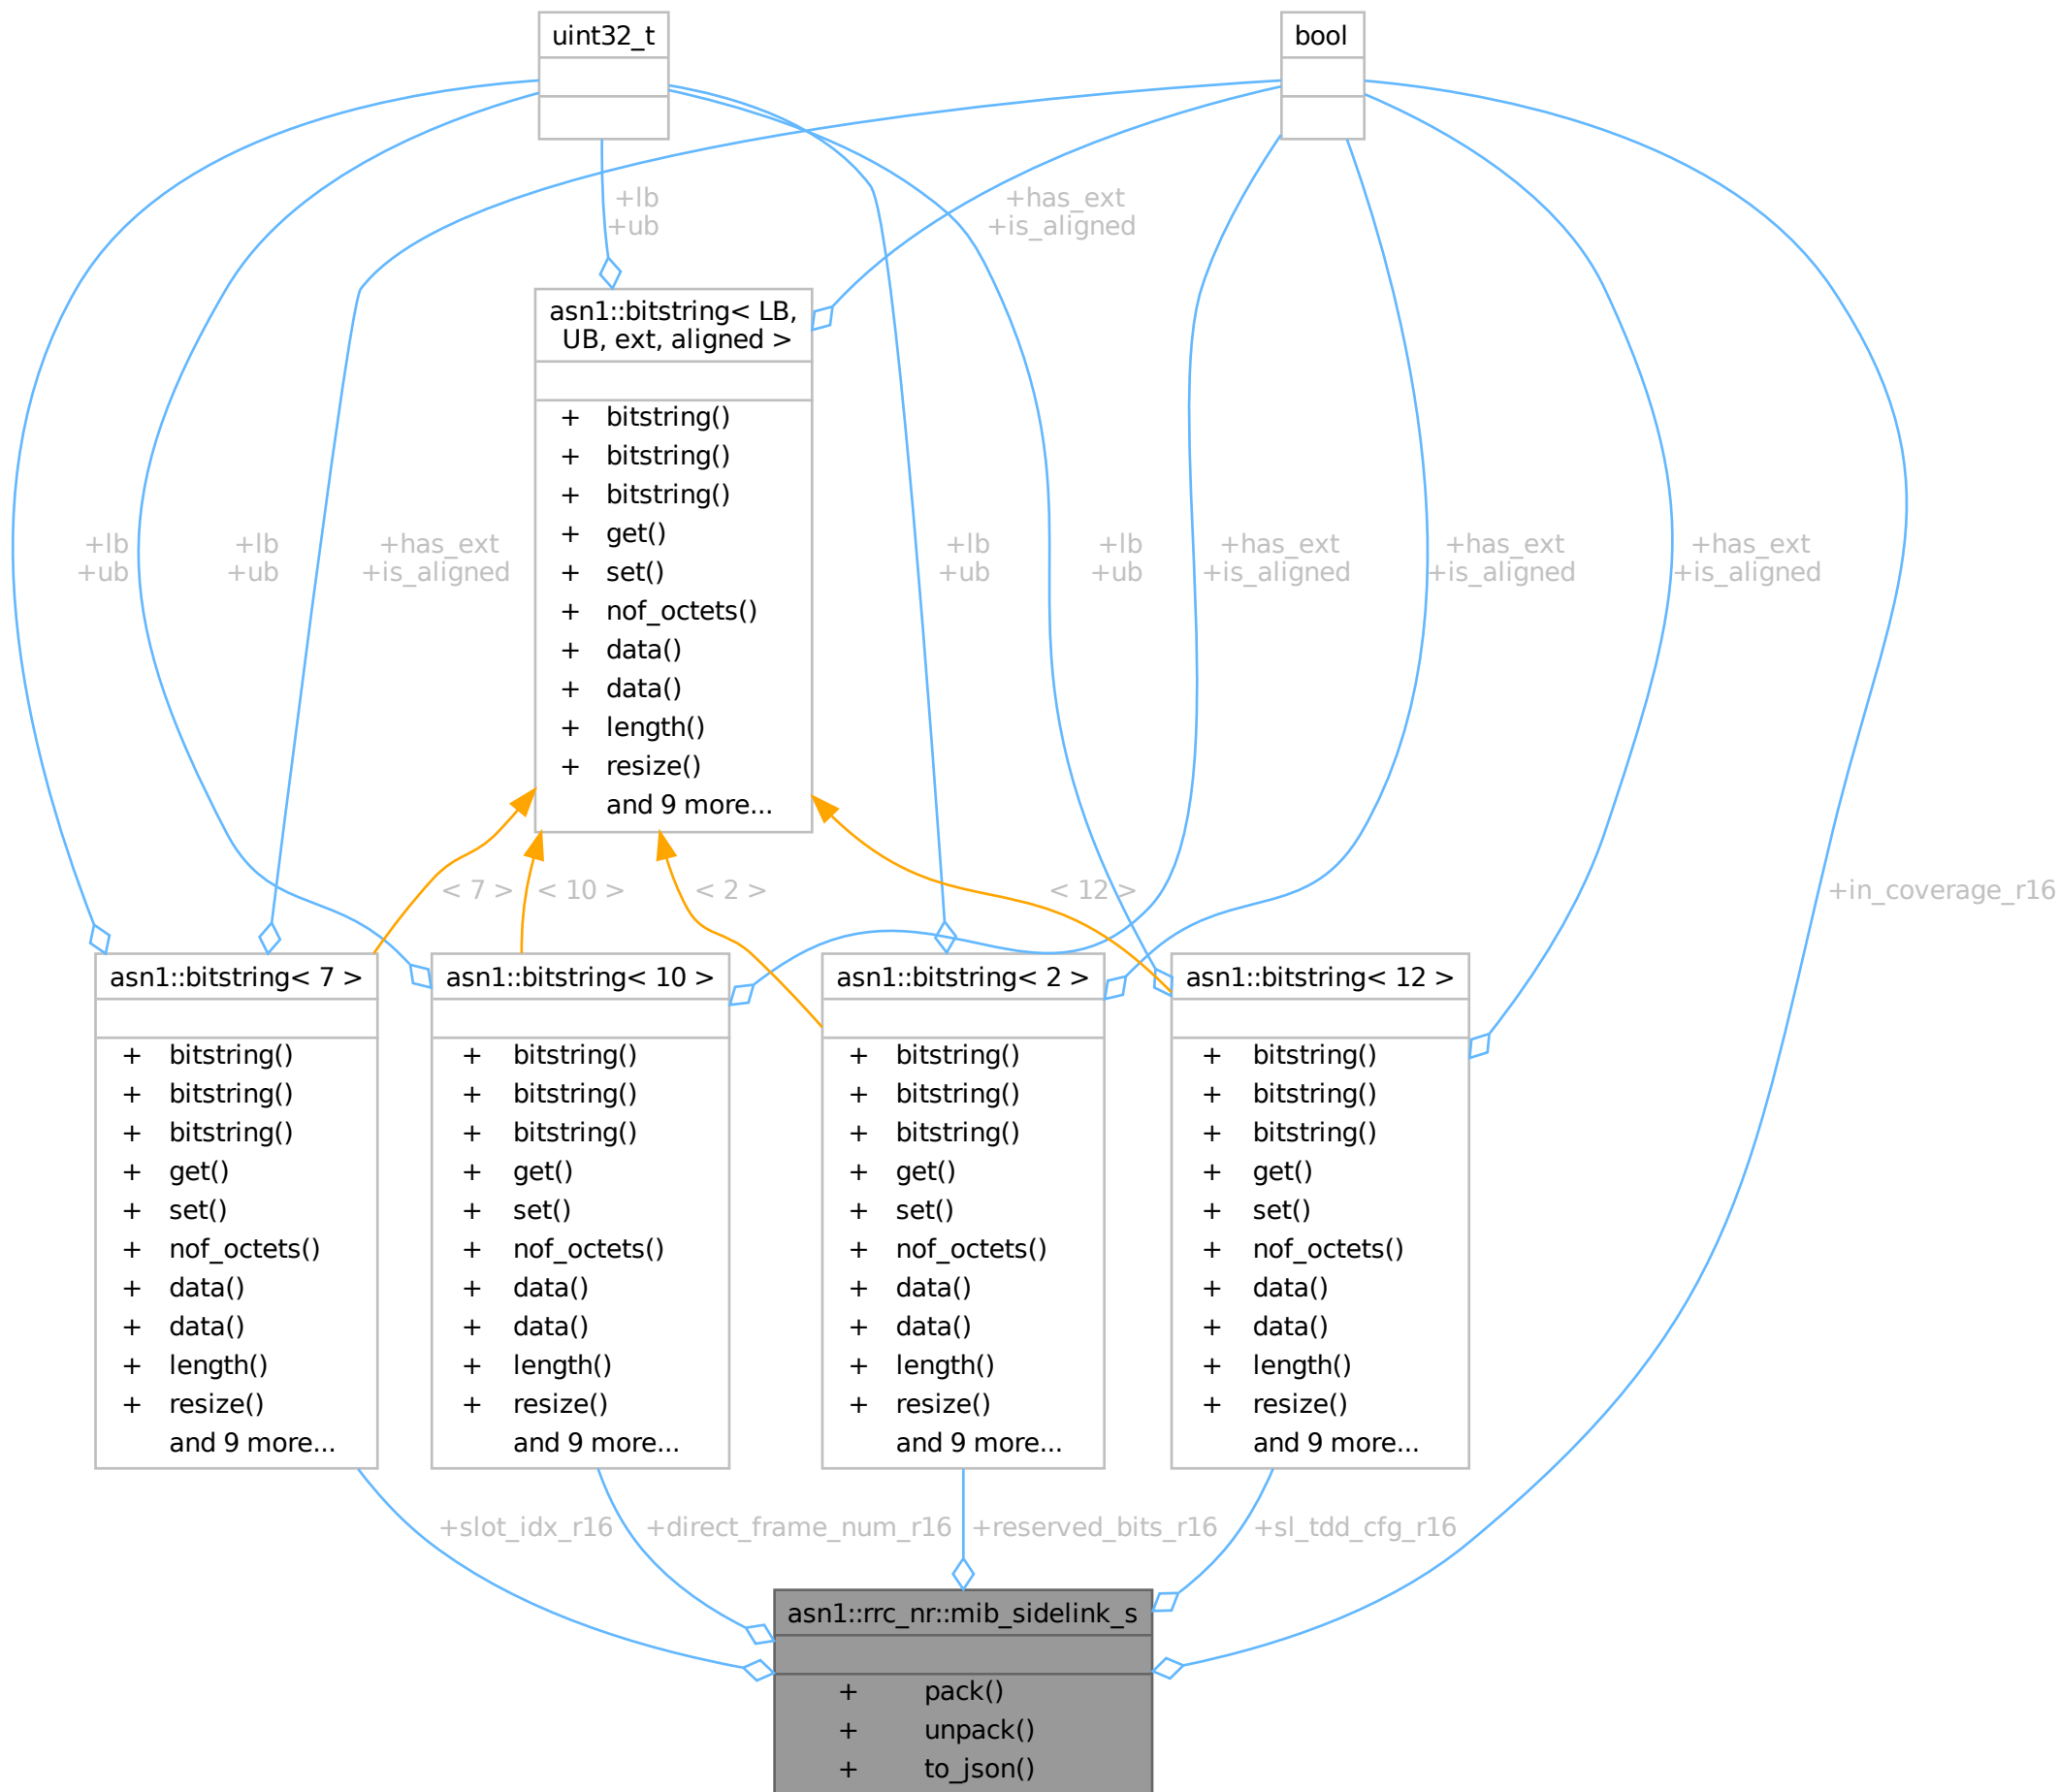 uint32_t
bool
+lb
+ub
+has_ext
+is_aligned
asn1::bitstring< LB,
UB, ext, aligned >
+ bitstring()
+ bitstring()
+ bitstring()
+ get()
+ set()
+ nof_octets()
+ data()
+ data()
+ length()
+ resize()
and 9 more...
+lb
+ub
+lb
+ub
+has_ext
+is_aligned
+lb
+ub
+lb
+ub
+has_ext
+is_aligned
+has_ext
+is_aligned
+has_ext
+is_aligned
< 7 >
< 10 >
< 2 >
< 12 >
+in_coverage_r16
asn1::bitstring< 7 >
+ bitstring()
+ bitstring()
+ bitstring()
+ get()
+ set()
+ nof_octets()
+ data()
+ data()
+ length()
+ resize()
and 9 more...
asn1::bitstring< 10 >
+ bitstring()
+ bitstring()
+ bitstring()
+ get()
+ set()
+ nof_octets()
+ data()
+ data()
+ length()
+ resize()
and 9 more...
asn1::bitstring< 2 >
+ bitstring()
+ bitstring()
+ bitstring()
+ get()
+ set()
+ nof_octets()
+ data()
+ data()
+ length()
+ resize()
and 9 more...
asn1::bitstring< 12 >
+ bitstring()
+ bitstring()
+ bitstring()
+ get()
+ set()
+ nof_octets()
+ data()
+ data()
+ length()
+ resize()
and 9 more...
+slot_idx_r16
+direct_frame_num_r16
+reserved_bits_r16
+sl_tdd_cfg_r16
asn1::rrc_nr::mib_sidelink_s
+ pack()
+ unpack()
+ to_json()